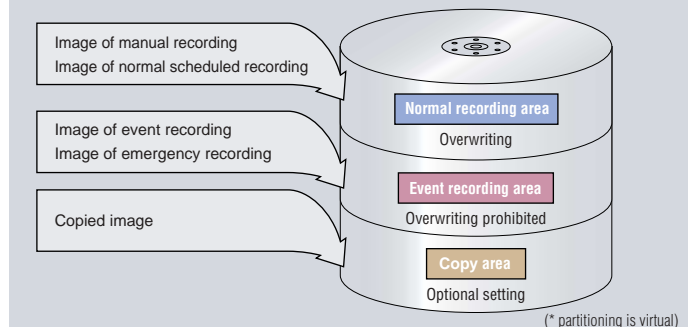 Image of manual recording
Image of normal scheduled recording
Normal recording area
Overwriting
Image of event recording
Image of emergency recording
Event recording area
Overwriting prohibited
Copied image
Copy area
Optional setting
(* partitioning is virtual)